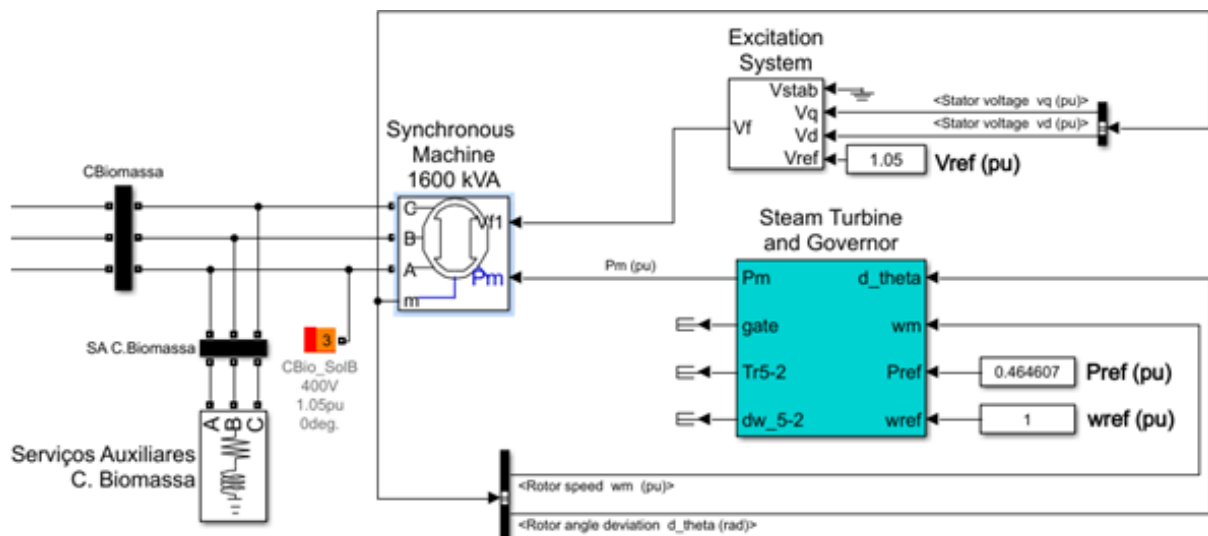 Excitation
System
Vstab
Vq
Vf
Vd
Vref
<Stator voltage vq (pu)>
<Stator voltage vd (pu)>
1.05
Vref (pu)
Synchronous
Machine
1600 kVA
CBiomassa
C
B
A
m
Vf1
Pm
Steam Turbine
and Governor
Pm (pu)
Pm
d_theta
gate
wm
Tr5-2
Pref
dw_5-2
wref
0.464607
Pref (pu)
1
wref (pu)
SA C.Biomassa
3
CBio_SolB
400V
1.05pu
0deg.
A
B
C
Serviços Auxiliares
C. Biomassa
<Rotor speed wm (pu)>
<Rotor angle deviation d_theta (rad)>